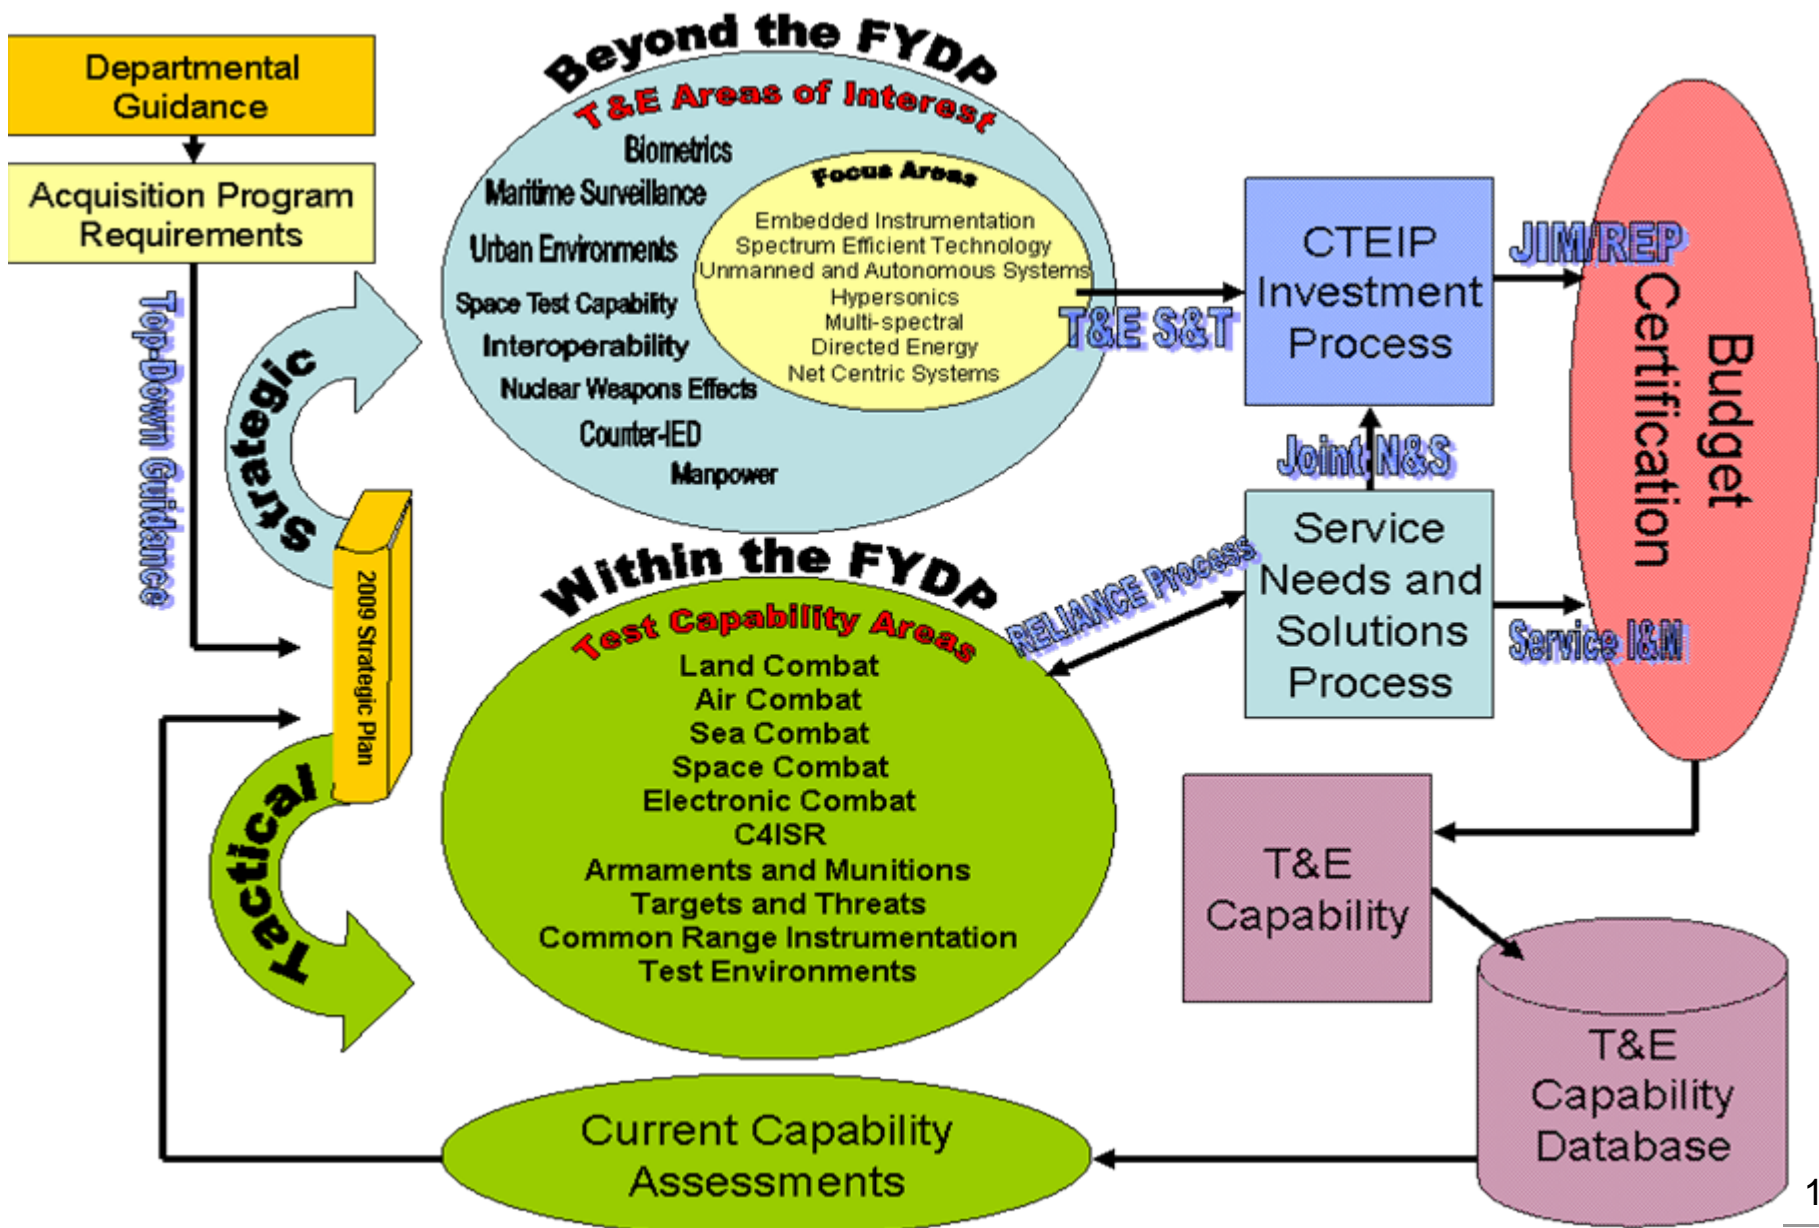 Departmental
Guidance
Acquisition Program
Requirements
Top-Down Guidance
Strategic
2009 Strategic Plan
Tactical
Beyond the FYDP
T&E Areas of Interest
Biometrics
Maritime Surveillance
Urban Environments
Space Test Capability
Interoperability
Nuclear Weapons Effects
Counter-IED
Manpower
Focus Areas
Embedded Instrumentation
Spectrum Efficient Technology
Unmanned and Autonomous Systems
Hypersonics
Multi-spectral
Directed Energy
Net Centric Systems
T&E S&T
CTEIP
Investment
Process
JIM/REP
Joint N&S
Service
Needs and
Solutions
Process
Service I&M
RELIANCE Process
Budget
Certification
Within the FYDP
Test Capability Areas
Land Combat
Air Combat
Sea Combat
Space Combat
Electronic Combat
C4ISR
Armaments and Munitions
Targets and Threats
Common Range Instrumentation
Test Environments
T&E
Capability
T&E
Capability
Database
Current Capability
Assessments
1